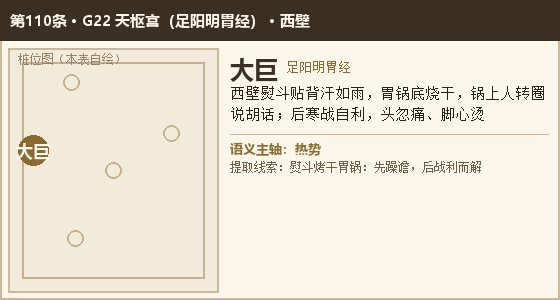 第110条・G22 天枢宫（足阳明胃经）・西壁
桩位图（本表自绘）
大巨
大巨 足阳明胃经
西壁熨斗贴背汗如雨，胃锅底烧干，锅上人转圈
说胡话；后寒战自利，头忽痛、脚心烫
语义主轴：热势
提取线索：熨斗烤干胃锅：先躁谵，后战利而解